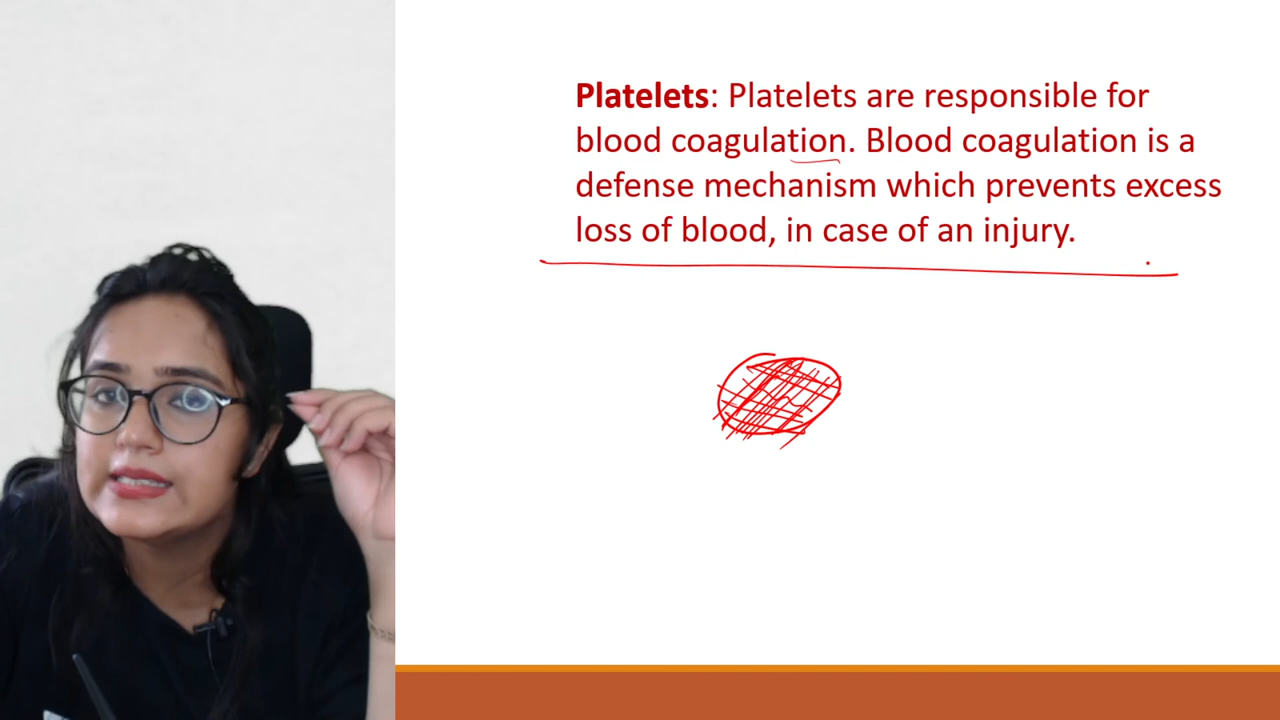 Platelets: Platelets are responsible for
blood coagulation. Blood coagulation is a
defense mechanism which prevents excess
loss of blood, in case of an injury.